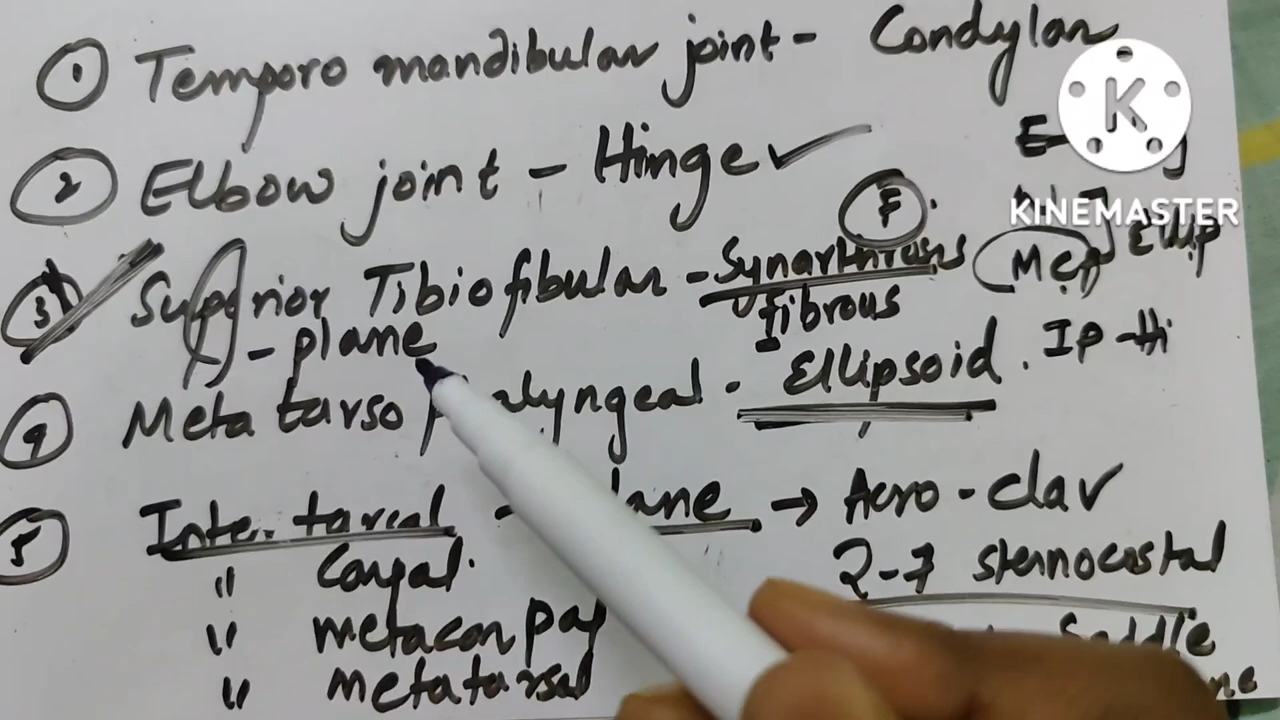 ① Temporo mandibular joint - Condylar
② Elbow joint - Hinge ✓
KINEMASTER
③ Superior Tibiofibular - Synarthrosis F
fibrous
MCP Ellip
- plane
Ip - Hi
④ Metatarso phalyngeal - Ellipsoid.
⑤ Inter tarsal - plane → Acro-clav
" Carpal. 2-7 sternocostal
" metacarpal Saddle
" metatarsal